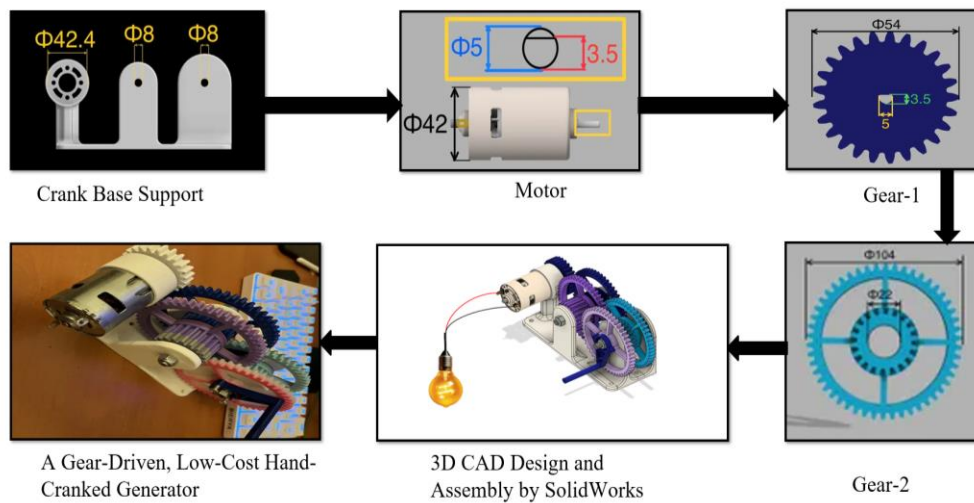 Φ42.4
Φ8
Φ8
Crank Base Support
Φ5
3.5
Φ42
Motor
Φ54
3.5
5
Gear-1
Φ104
Φ22
Gear-2
3D CAD Design and
Assembly by SolidWorks
A Gear-Driven, Low-Cost Hand-
Cranked Generator